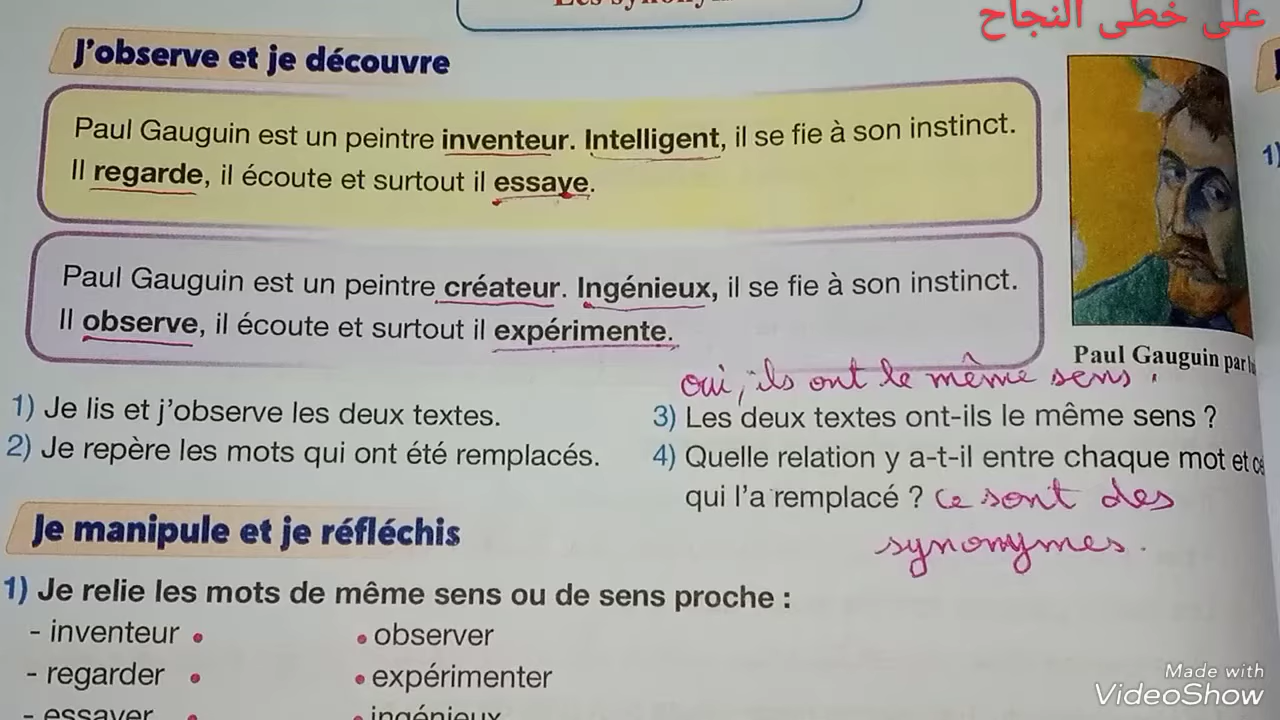 Les synonymes
على خطى النجاح
J'observe et je découvre
Paul Gauguin est un peintre inventeur. Intelligent, il se fie à son instinct.
Il regarde, il écoute et surtout il essaye.
Paul Gauguin est un peintre créateur. Ingénieux, il se fie à son instinct.
Il observe, il écoute et surtout il expérimente.
Paul Gauguin par
oui, ils ont le même sens.
1) Je lis et j'observe les deux textes.
2) Je repère les mots qui ont été remplacés.
3) Les deux textes ont-ils le même sens ?
4) Quelle relation y a-t-il entre chaque mot et
qui l'a remplacé ? Ce sont des
synonymes.
Je manipule et je réfléchis
1) Je relie les mots de même sens ou de sens proche :
- inventeur • • observer
- regarder • • expérimenter
- essayer • • ingénieux
1)
Made with
VideoShow